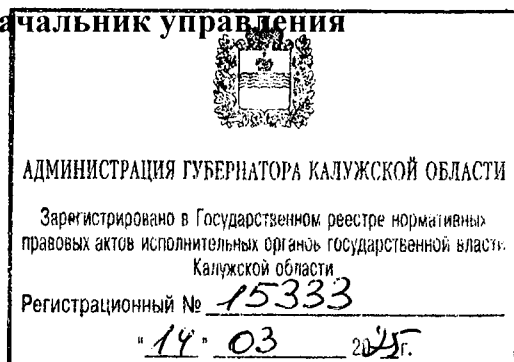 ачальник управления
АДМИНИСТРАЦИЯ ГУБЕРНАТОРА КАЛУЖСКОЙ ОБЛАСТИ
Зарегистрировано в Государственном реестре нормативных
правовых актов исполнительных органов государственной власти
Калужской области
Регистрационный № 15333
"14" 03 2025г.